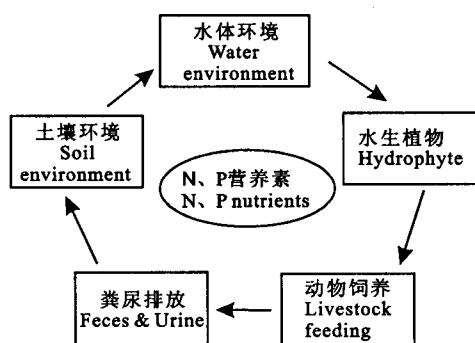 水体环境
Water
environment
土壤环境
Soil
environment
水生植物
Hydrophyte
N、P营养素
N、P nutrients
粪尿排放
Feces & Urine
动物饲养
Livestock
feeding